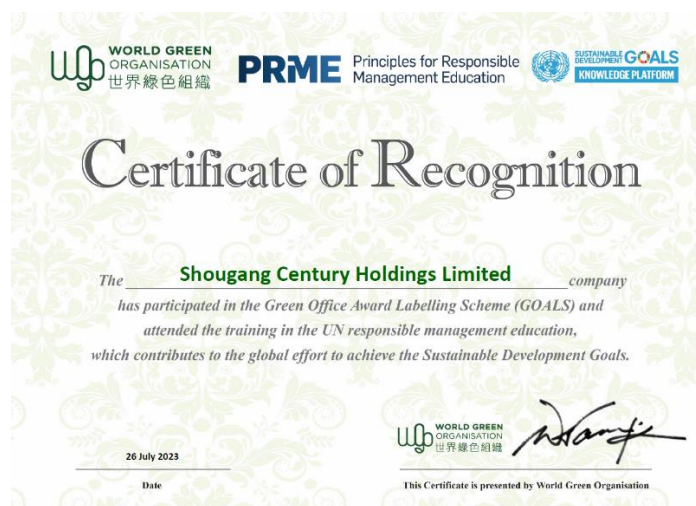 WORLD GREEN
ORGANISATION
世界綠色組織
PRME Principles for Responsible
Management Education
SUSTAINABLE
DEVELOPMENT GOALS
KNOWLEDGE PLATFORM
Certificate of Recognition
The Shougang Century Holdings Limited company
has participated in the Green Office Award Labelling Scheme (GOALS) and
attended the training in the UN responsible management education,
which contributes to the global effort to achieve the Sustainable Development Goals.
WORLD GREEN
ORGANISATION
世界綠色組織
26 July 2023
Date
This Certificate is presented by World Green Organisation